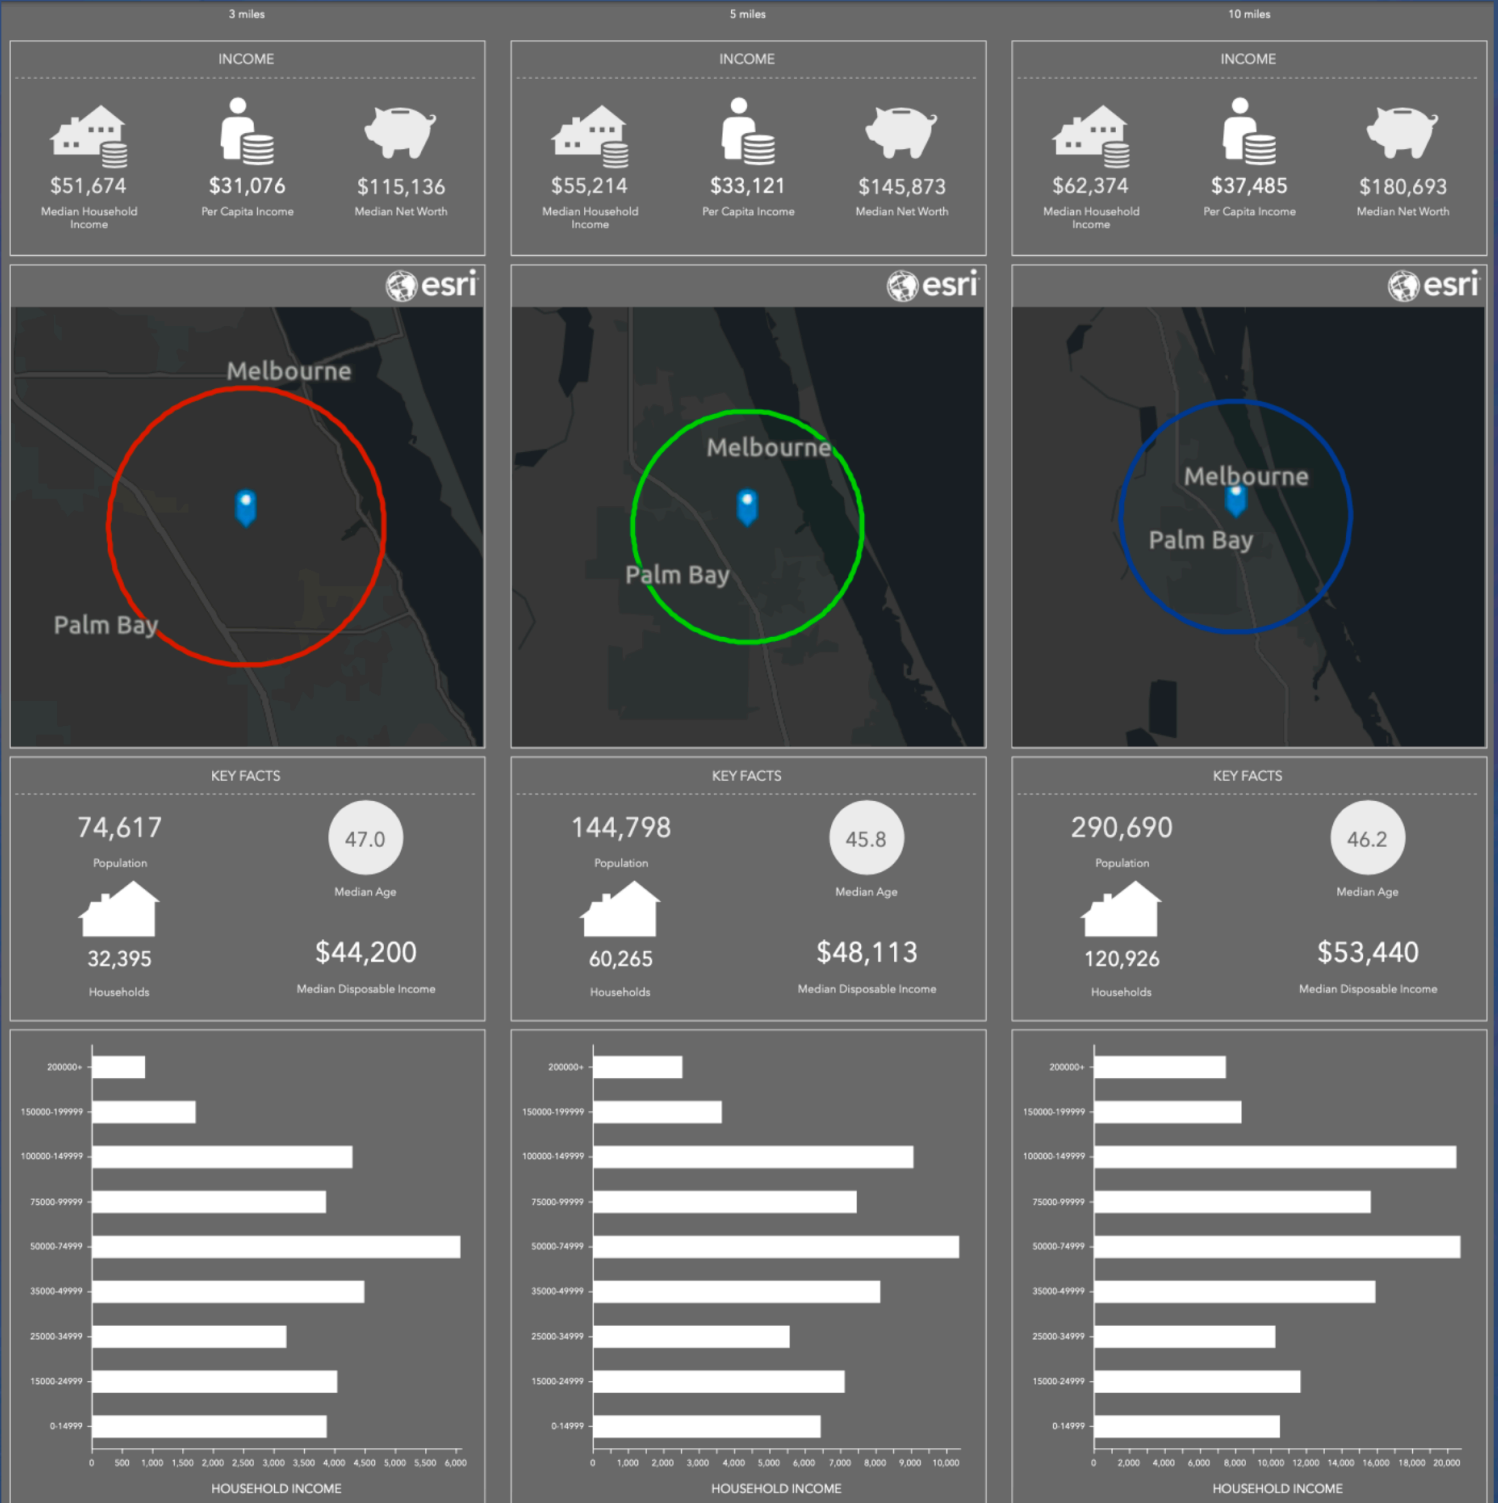 3 miles
INCOME
$51,674
Median Household
Income
$31,076
Per Capita Income
$115,136
Median Net Worth
esri
Melbourne
Palm Bay
KEY FACTS
74,617
Population
47.0
Median Age
32,395
Households
$44,200
Median Disposable Income
200000+
150000-199999
100000-149999
75000-99999
50000-74999
35000-49999
25000-34999
15000-24999
0-14999
0 500 1,000 1,500 2,000 2,500 3,000 3,500 4,000 4,500 5,000 5,500 6,000
HOUSEHOLD INCOME
5 miles
INCOME
$55,214
Median Household
Income
$33,121
Per Capita Income
$145,873
Median Net Worth
esri
Melbourne
Palm Bay
KEY FACTS
144,798
Population
45.8
Median Age
60,265
Households
$48,113
Median Disposable Income
200000+
150000-199999
100000-149999
75000-99999
50000-74999
35000-49999
25000-34999
15000-24999
0-14999
0 1,000 2,000 3,000 4,000 5,000 6,000 7,000 8,000 9,000 10,000
HOUSEHOLD INCOME
10 miles
INCOME
$62,374
Median Household
Income
$37,485
Per Capita Income
$180,693
Median Net Worth
esri
Melbourne
Palm Bay
KEY FACTS
290,690
Population
46.2
Median Age
120,926
Households
$53,440
Median Disposable Income
200000+
150000-199999
100000-149999
75000-99999
50000-74999
35000-49999
25000-34999
15000-24999
0-14999
0 2,000 4,000 6,000 8,000 10,000 12,000 14,000 16,000 18,000 20,000
HOUSEHOLD INCOME